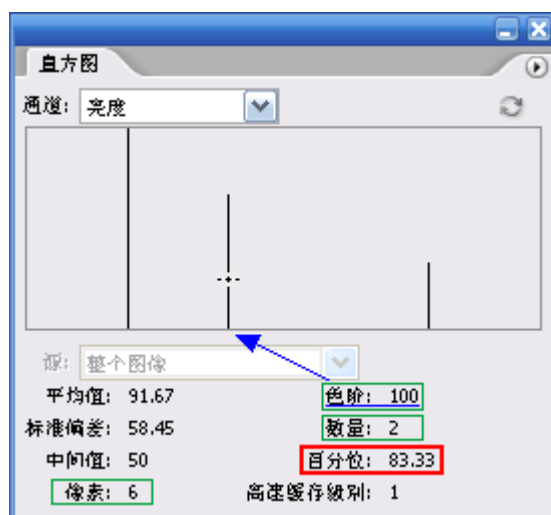 直方图
通道: 亮度
源: 整个图像
平均值: 91.67 色阶: 100
标准偏差: 58.45 数量: 2
中间值: 50 百分位: 83.33
像素: 6 高速缓存级别: 1